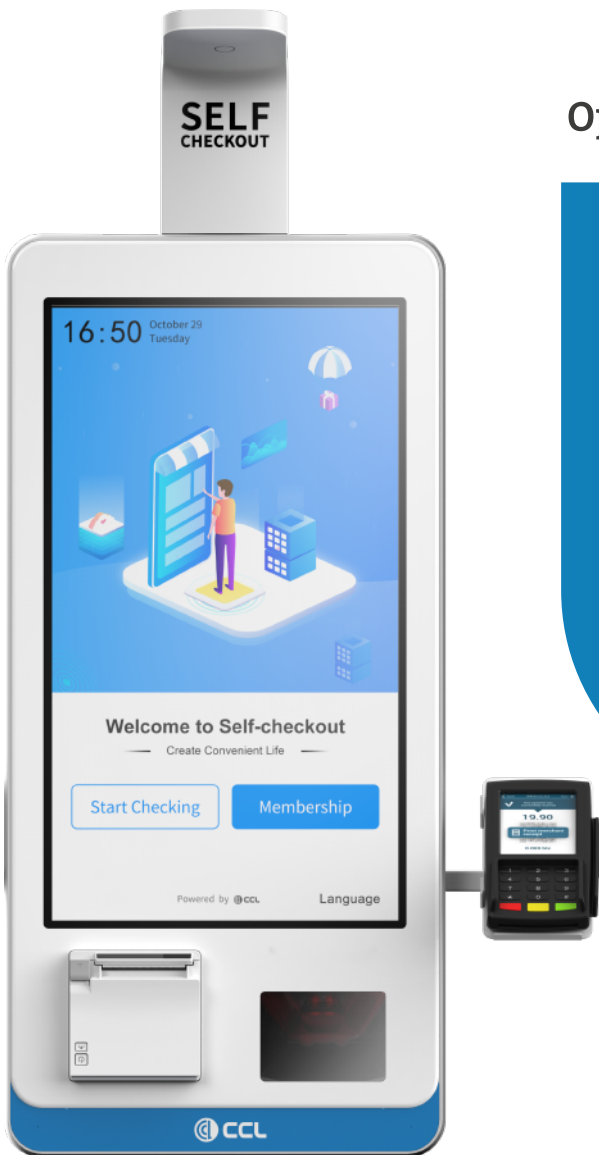 SELF
CHECKOUT
16:50 October 29
Tuesday
Welcome to Self-checkout
Create Convenient Life
Start Checking
Membership
Powered by CCL
Language
19.90
CCL